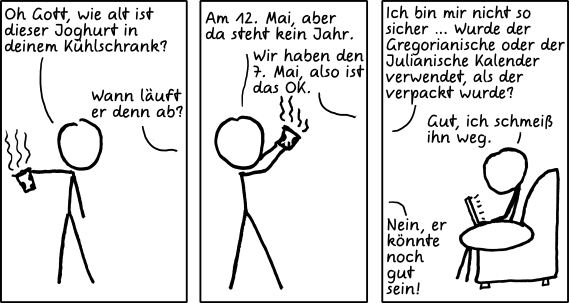 Oh Gott, wie alt ist
dieser Joghurt in
deinem Kühlschrank?
Wann läuft
er denn ab?
Am 12. Mai, aber
da steht kein Jahr.
Wir haben den
7. Mai, also ist
das OK.
Ich bin mir nicht so
sicher ... Wurde der
Gregorianische oder der
Julianische Kalender
verwendet, als der
verpackt wurde?
Gut, ich schmeiß
ihn weg.
Nein, er
könnte
noch
gut
sein!